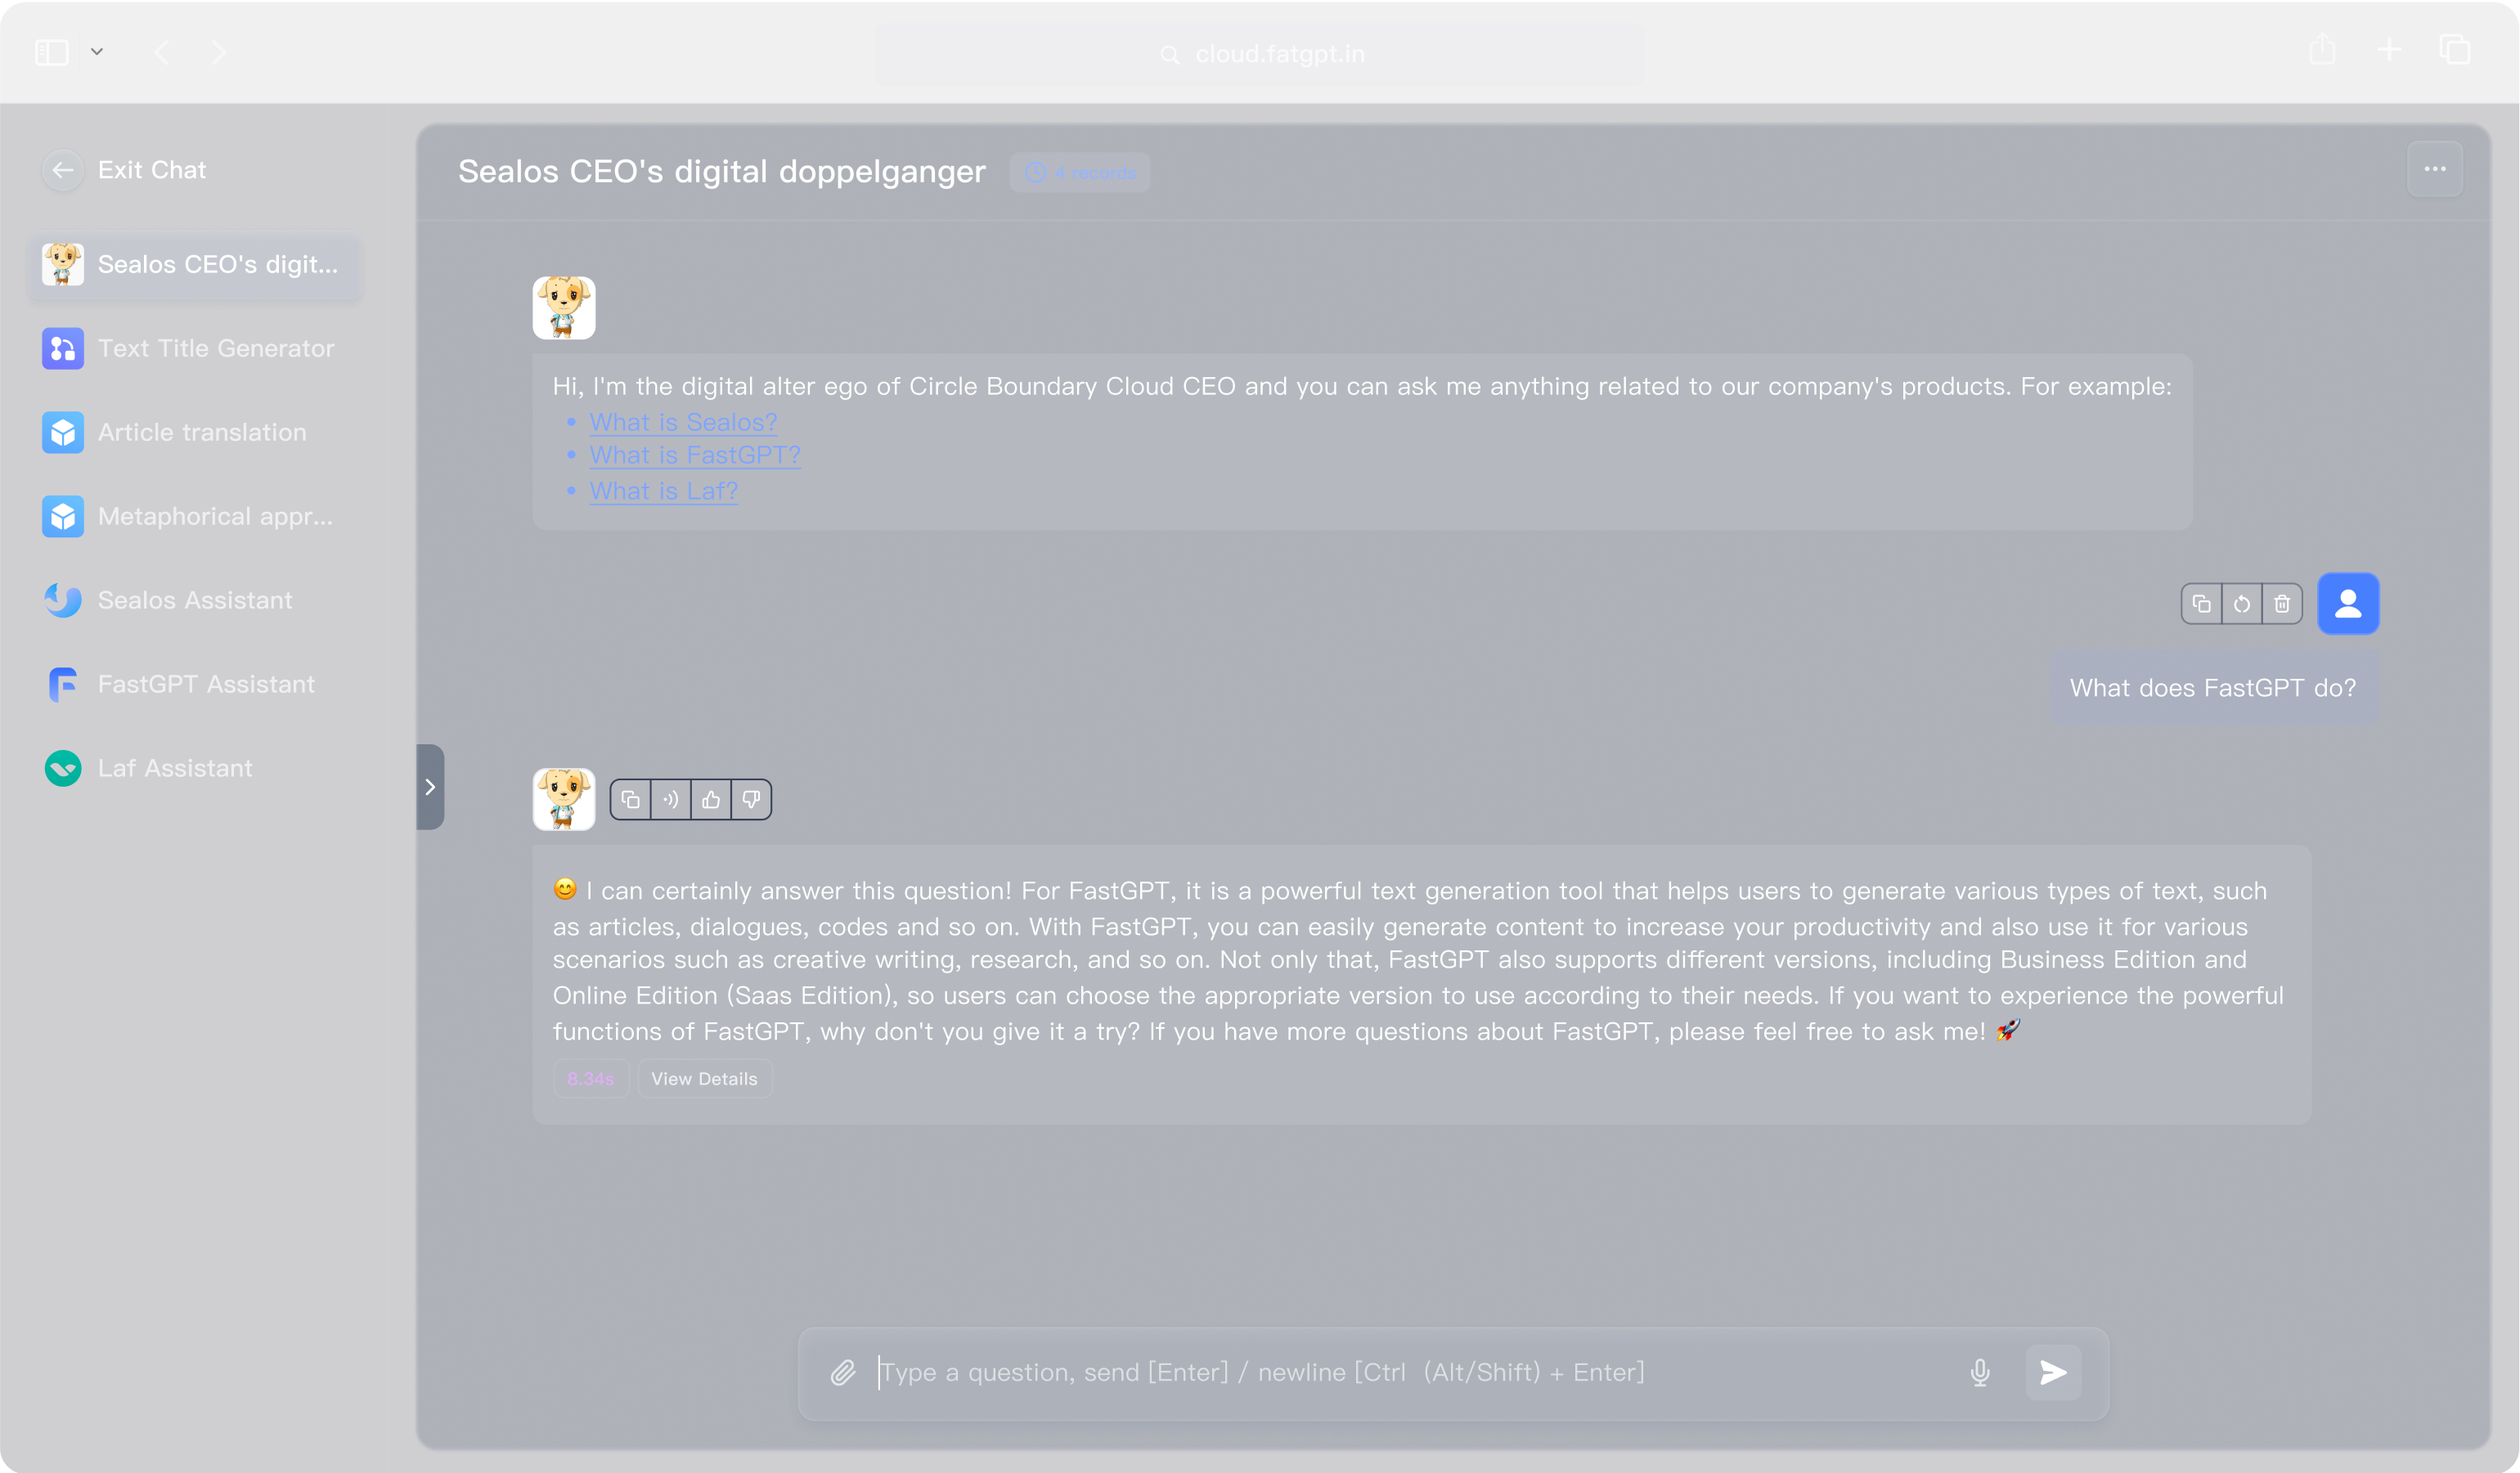 cloud.fatgpt.in
Exit Chat
Sealos CEO's digit...
Text Title Generator
Article translation
Metaphorical appr...
Sealos Assistant
FastGPT Assistant
Laf Assistant
Sealos CEO's digital doppelganger
4 records
Hi, I'm the digital alter ego of Circle Boundary Cloud CEO and you can ask me anything related to our company's products. For example:
• What is Sealos?
• What is FastGPT?
• What is Laf?
What does FastGPT do?
😊 I can certainly answer this question! For FastGPT, it is a powerful text generation tool that helps users to generate various types of text, such
as articles, dialogues, codes and so on. With FastGPT, you can easily generate content to increase your productivity and also use it for various
scenarios such as creative writing, research, and so on. Not only that, FastGPT also supports different versions, including Business Edition and
Online Edition (Saas Edition), so users can choose the appropriate version to use according to their needs. If you want to experience the powerful
functions of FastGPT, why don't you give it a try? If you have more questions about FastGPT, please feel free to ask me! 🚀
8.34s
View Details
Type a question, send [Enter] / newline [Ctrl (Alt/Shift) + Enter]